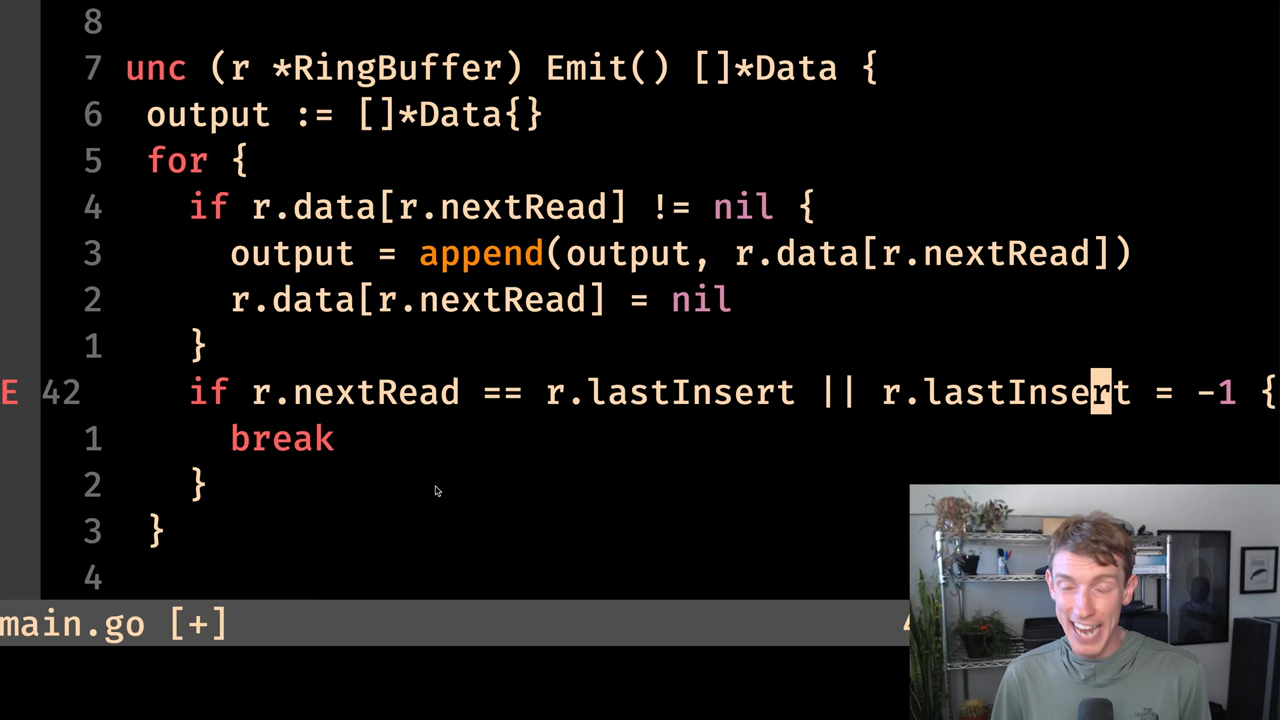 8
7 unc (r *RingBuffer) Emit() []*Data {
6 output := []*Data{}
5 for {
4 if r.data[r.nextRead] != nil {
3 output = append(output, r.data[r.nextRead])
2 r.data[r.nextRead] = nil
1 }
E 42 if r.nextRead == r.lastInsert || r.lastInsert = -1 {
1 break
2 }
3 }
4
main.go [+]